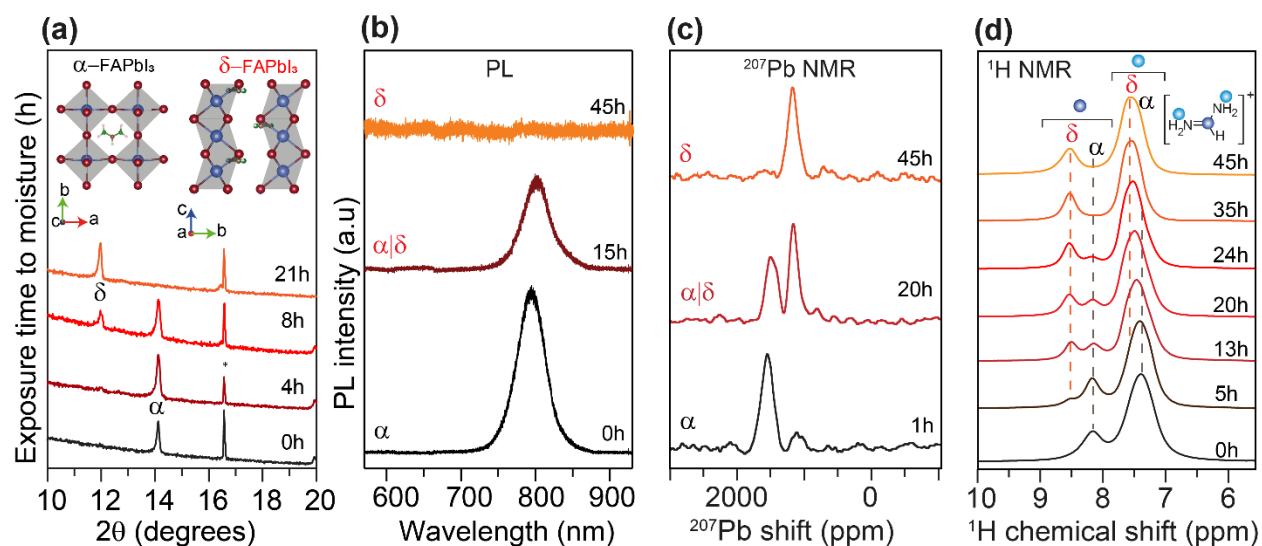 (a)
Exposure time to moisture (h)
α–FAPbI₃
δ–FAPbI₃
b
c
a
c
a
b
21h
δ
8h
*
4h
α
0h
10 12 14 16 18 20
2θ (degrees)
(b)
PL intensity (a.u)
PL
δ
45h
α|δ
15h
α
0h
600 700 800 900
Wavelength (nm)
(c)
²⁰⁷Pb NMR
45h
δ
20h
α|δ
α
1h
2000 0
²⁰⁷Pb shift (ppm)
(d)
¹H NMR
δ
α
δ
α
H₂N
NH₂
H
+
45h
35h
24h
20h
13h
5h
0h
10 9 8 7 6
¹H chemical shift (ppm)